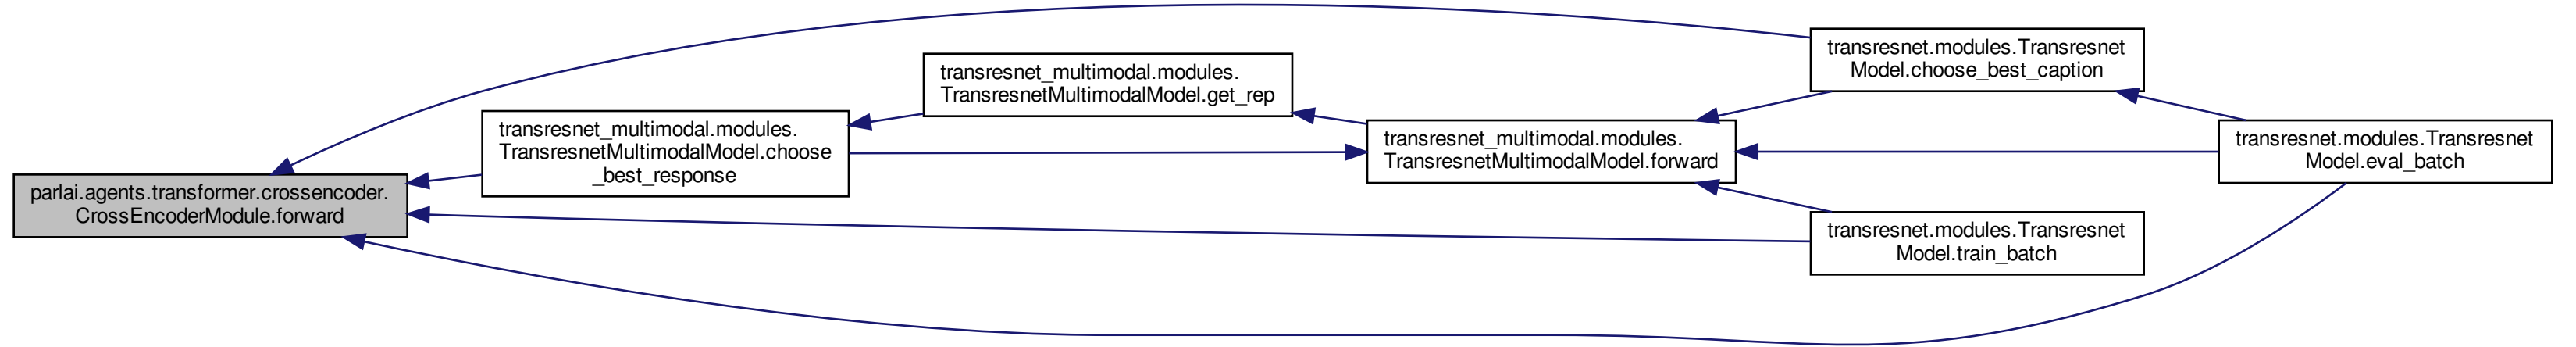 parlai.agents.transformer.crossencoder.
CrossEncoderModule.forward
transresnet_multimodal.modules.
TransresnetMultimodalModel.choose
_best_response
transresnet_multimodal.modules.
TransresnetMultimodalModel.get_rep
transresnet_multimodal.modules.
TransresnetMultimodalModel.forward
transresnet.modules.Transresnet
Model.choose_best_caption
transresnet.modules.Transresnet
Model.train_batch
transresnet.modules.Transresnet
Model.eval_batch